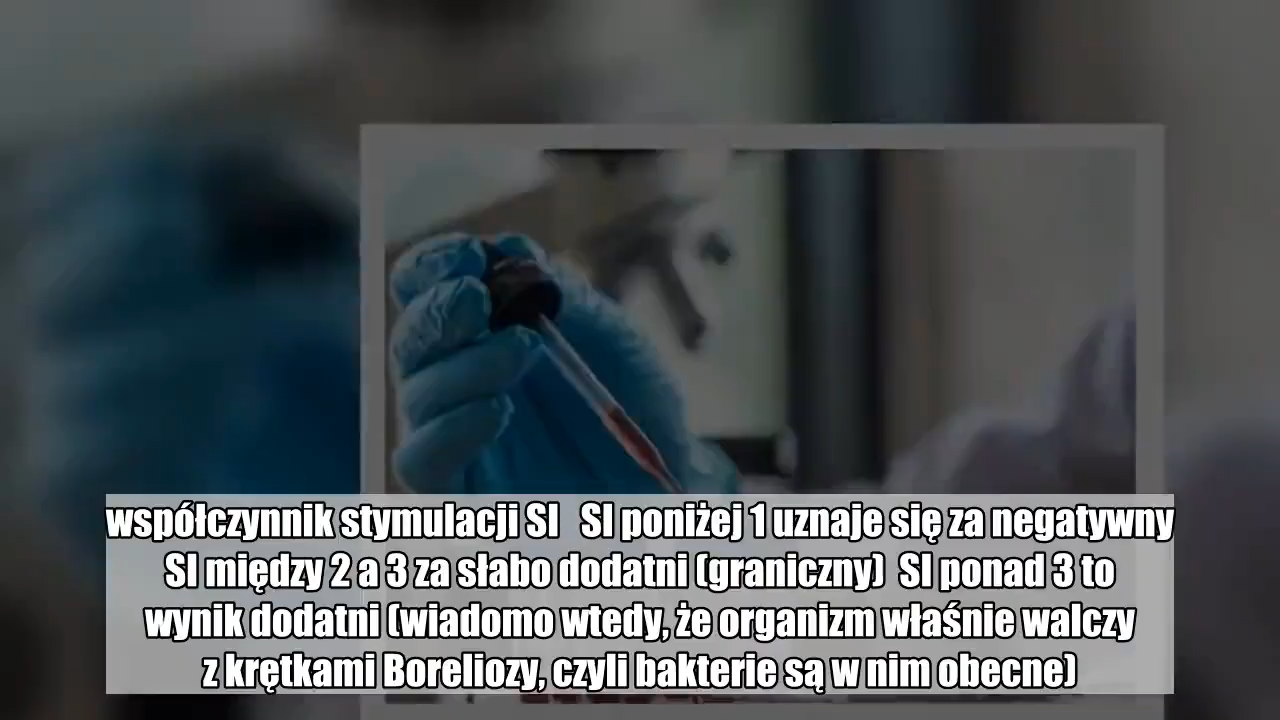 współczynnik stymulacji SI   SI poniżej 1 uznaje się za negatywny
SI między 2 a 3 za słabo dodatni (graniczny)  SI ponad 3 to
wynik dodatni (wiadomo wtedy, że organizm właśnie walczy
z krętkami Boreliozy, czyli bakterie są w nim obecne)